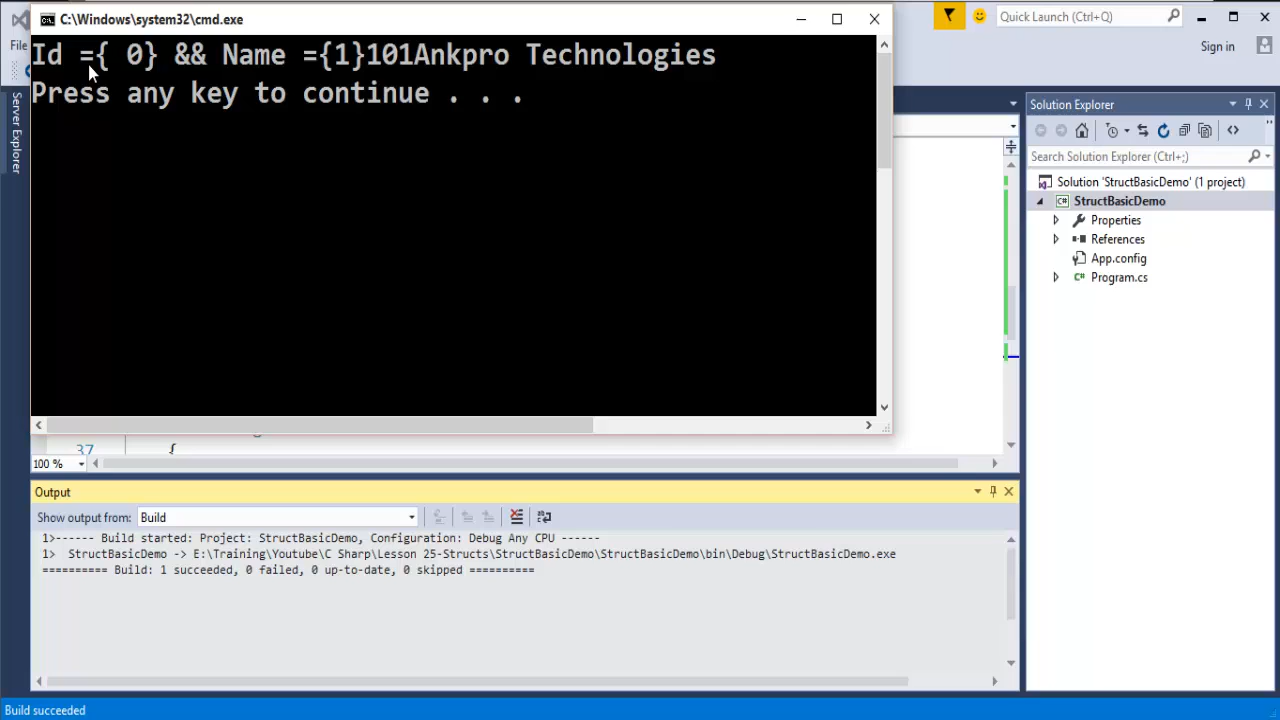 C:\Windows\system32\cmd.exe
Quick Launch (Ctrl+Q)
Id ={ 0} && Name ={1}101Ankpro Technologies
Press any key to continue . . .
File
Sign in
Server Explorer
Solution Explorer
Search Solution Explorer (Ctrl+;)
Solution 'StructBasicDemo' (1 project)
C# StructBasicDemo
Properties
References
App.config
Program.cs
37 {
100 %
Output
Show output from: Build
1>------ Build started: Project: StructBasicDemo, Configuration: Debug Any CPU ------
1> StructBasicDemo -> E:\Training\Youtube\C Sharp\Lesson 25-Structs\StructBasicDemo\StructBasicDemo\bin\Debug\StructBasicDemo.exe
========== Build: 1 succeeded, 0 failed, 0 up-to-date, 0 skipped ==========
Build succeeded